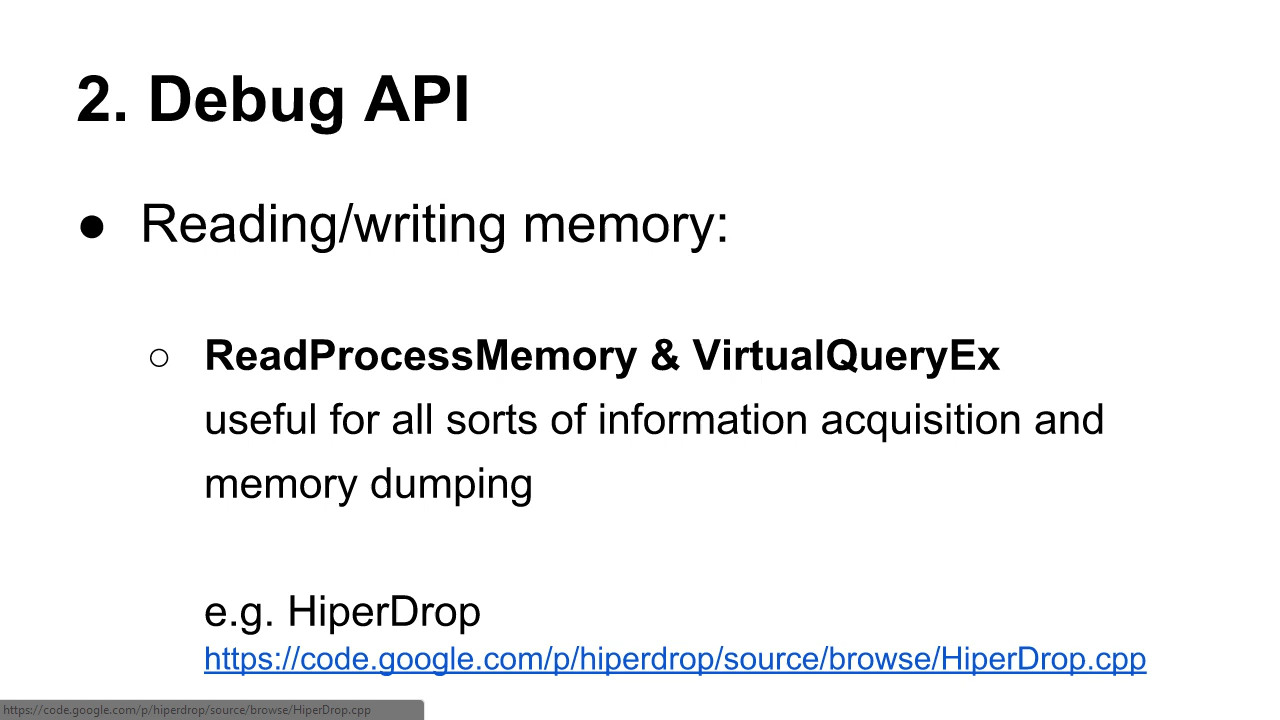 2. Debug API
● Reading/writing memory:
○ ReadProcessMemory & VirtualQueryEx
useful for all sorts of information acquisition and
memory dumping
e.g. HiperDrop
https://code.google.com/p/hiperdrop/source/browse/HiperDrop.cpp
https://code.google.com/p/hiperdrop/source/browse/HiperDrop.cpp